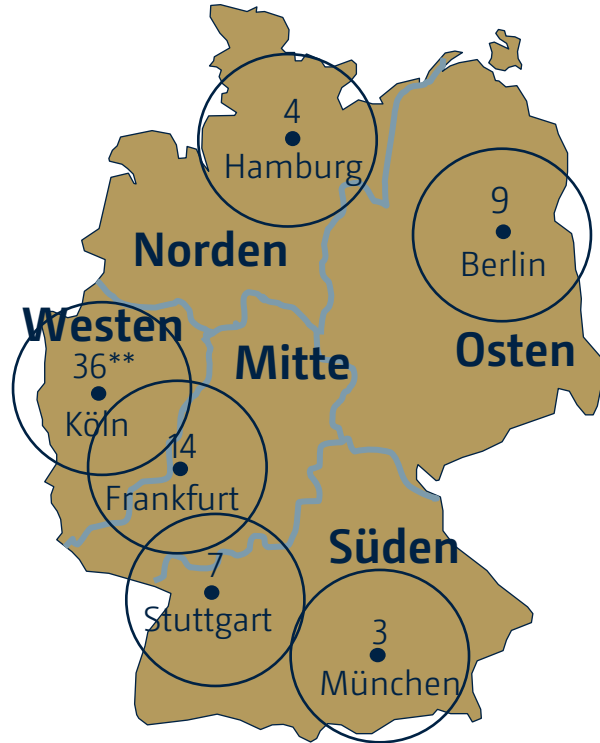 4
Hamburg
9
Berlin
Norden
Westen
36**
Köln
Mitte
Osten
14
Frankfurt
Süden
7
Stuttgart
3
München